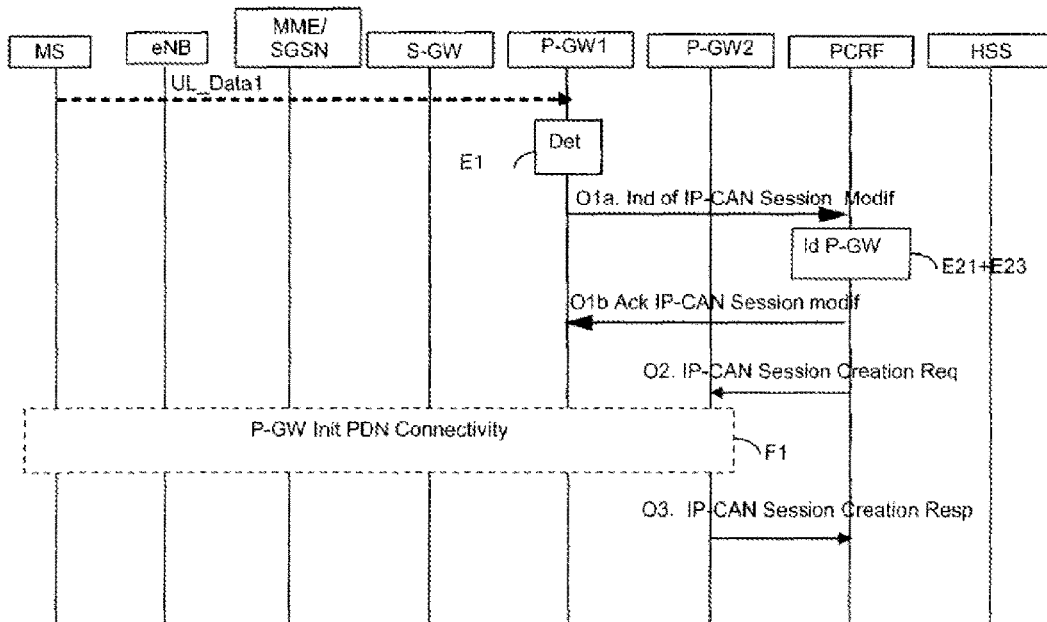 MS
eNB
MME/
SGSN
S-GW
P-GW1
P-GW2
PCRF
HSS
UL_Data1
Det
E1
O1a. Ind of IP-CAN Session Modif
Id P-GW
E21+E23
O1b Ack IP-CAN Session modif
O2. IP-CAN Session Creation Req
P-GW Init PDN Connectivity
F1
O3. IP-CAN Session Creation Resp